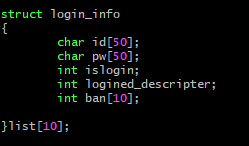 struct login_info
{
        char id[50];
        char pw[50];
        int islogin;
        int logined_descripter;
        int ban[10];

}list[10];